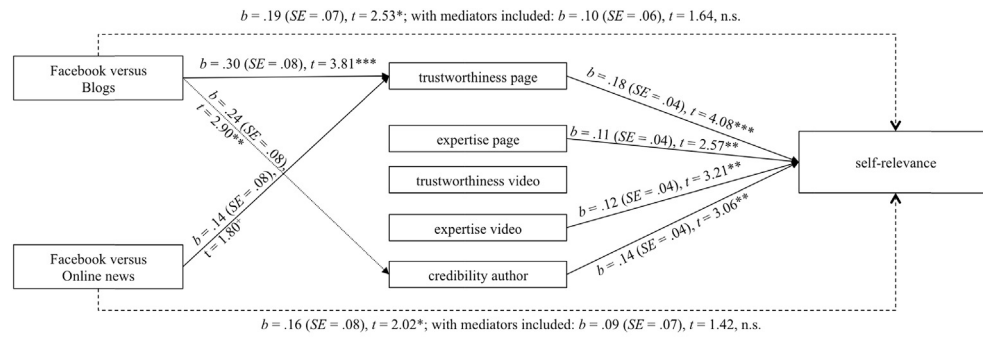 b = .19 (SE = .07), t = 2.53*; with mediators included: b = .10 (SE = .06), t = 1.64, n.s.
Facebook versus
Blogs
b = .30 (SE = .08), t = 3.81***
trustworthiness page
b = .18 (SE = .04), t = 4.08***
b = .24 (SE = .08),
t = 2.90**
expertise page
b = .11 (SE = .04), t = 2.57**
self-relevance
trustworthiness video
b = .12 (SE = .04), t = 3.21**
b = .14 (SE = .08),
t = 1.80+
expertise video
b = .14 (SE = .04), t = 3.06**
Facebook versus
Online news
credibility author
b = .16 (SE = .08), t = 2.02*; with mediators included: b = .09 (SE = .07), t = 1.42, n.s.